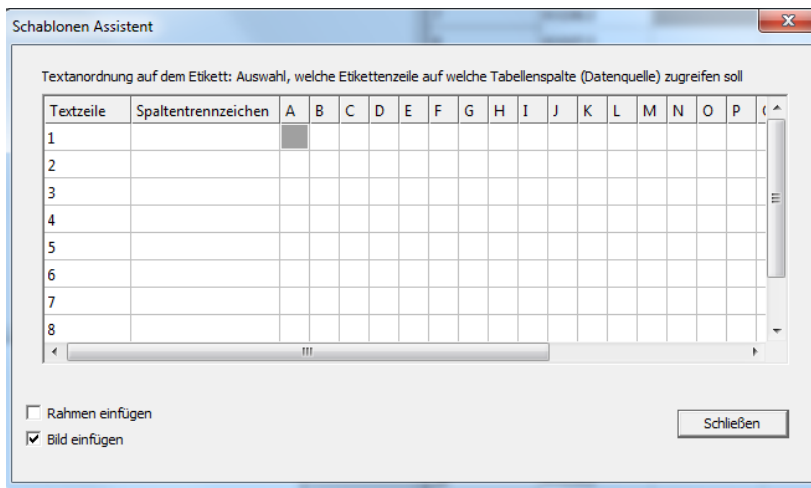 Schablonen Assistent
Textanordnung auf dem Etikett: Auswahl, welche Etikettenzeile auf welche Tabellenspalte (Datenquelle) zugreifen soll
Textzeile Spaltentrennzeichen A B C D E F G H I J K L M N O P
1
2
3
4
5
6
7
8
Rahmen einfügen
Bild einfügen
Schließen